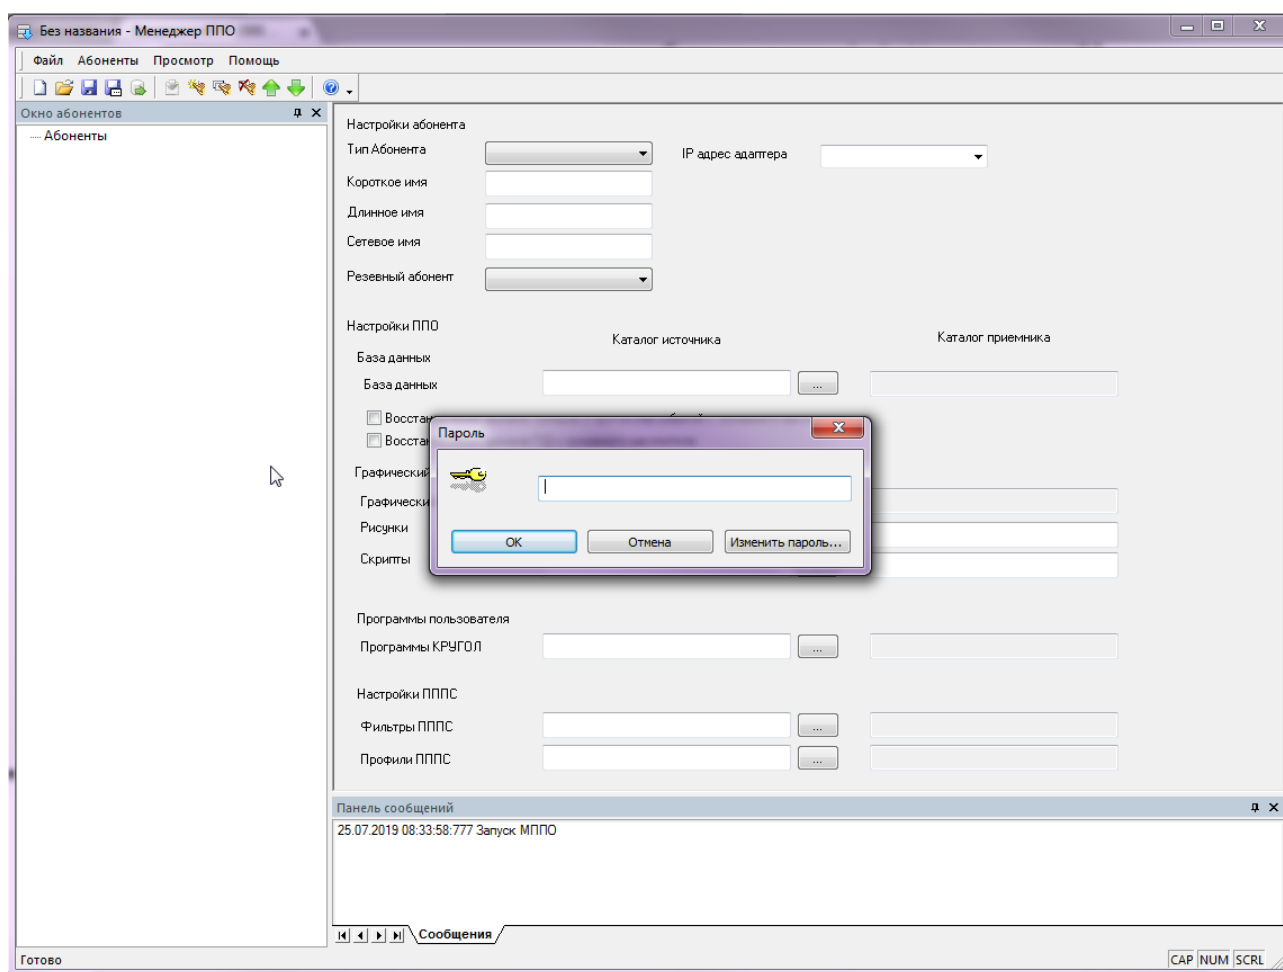 Без названия - Менеджер ППО
Файл Абоненты Просмотр Помощь
Окно абонентов
Абоненты
Настройки абонента
Тип Абонента
IP адрес адаптера
Короткое имя
Длинное имя
Сетевое имя
Резевный абонент
Настройки ППО
Каталог источника
Каталог приемника
База данных
База данных
...
Пароль
Графический
Рисунки
Скрипты
OK
Отмена
Изменить пароль...
Программы пользователя
Программы КРУГОЛ
...
Настройки ПППС
Фильтры ПППС
...
Профили ПППС
...
Панель сообщений
25.07.2019 08:33:58:777 Запуск МППО
Сообщения
Готово
CAP NUM SCRL